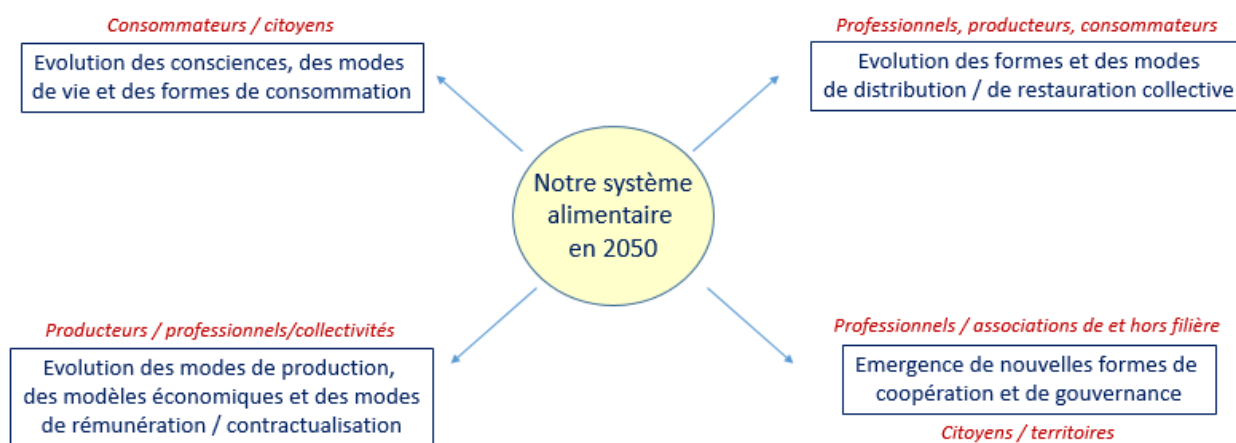 Consommateurs / citoyens
Evolution des consciences, des modes
de vie et des formes de consommation
Professionnels, producteurs, consommateurs
Evolution des formes et des modes
de distribution / de restauration collective
Notre système
alimentaire
en 2050
Producteurs / professionnels/collectivités
Evolution des modes de production,
des modèles économiques et des modes
de rémunération / contractualisation
Professionnels / associations de et hors filière
Emergence de nouvelles formes de
coopération et de gouvernance
Citoyens / territoires